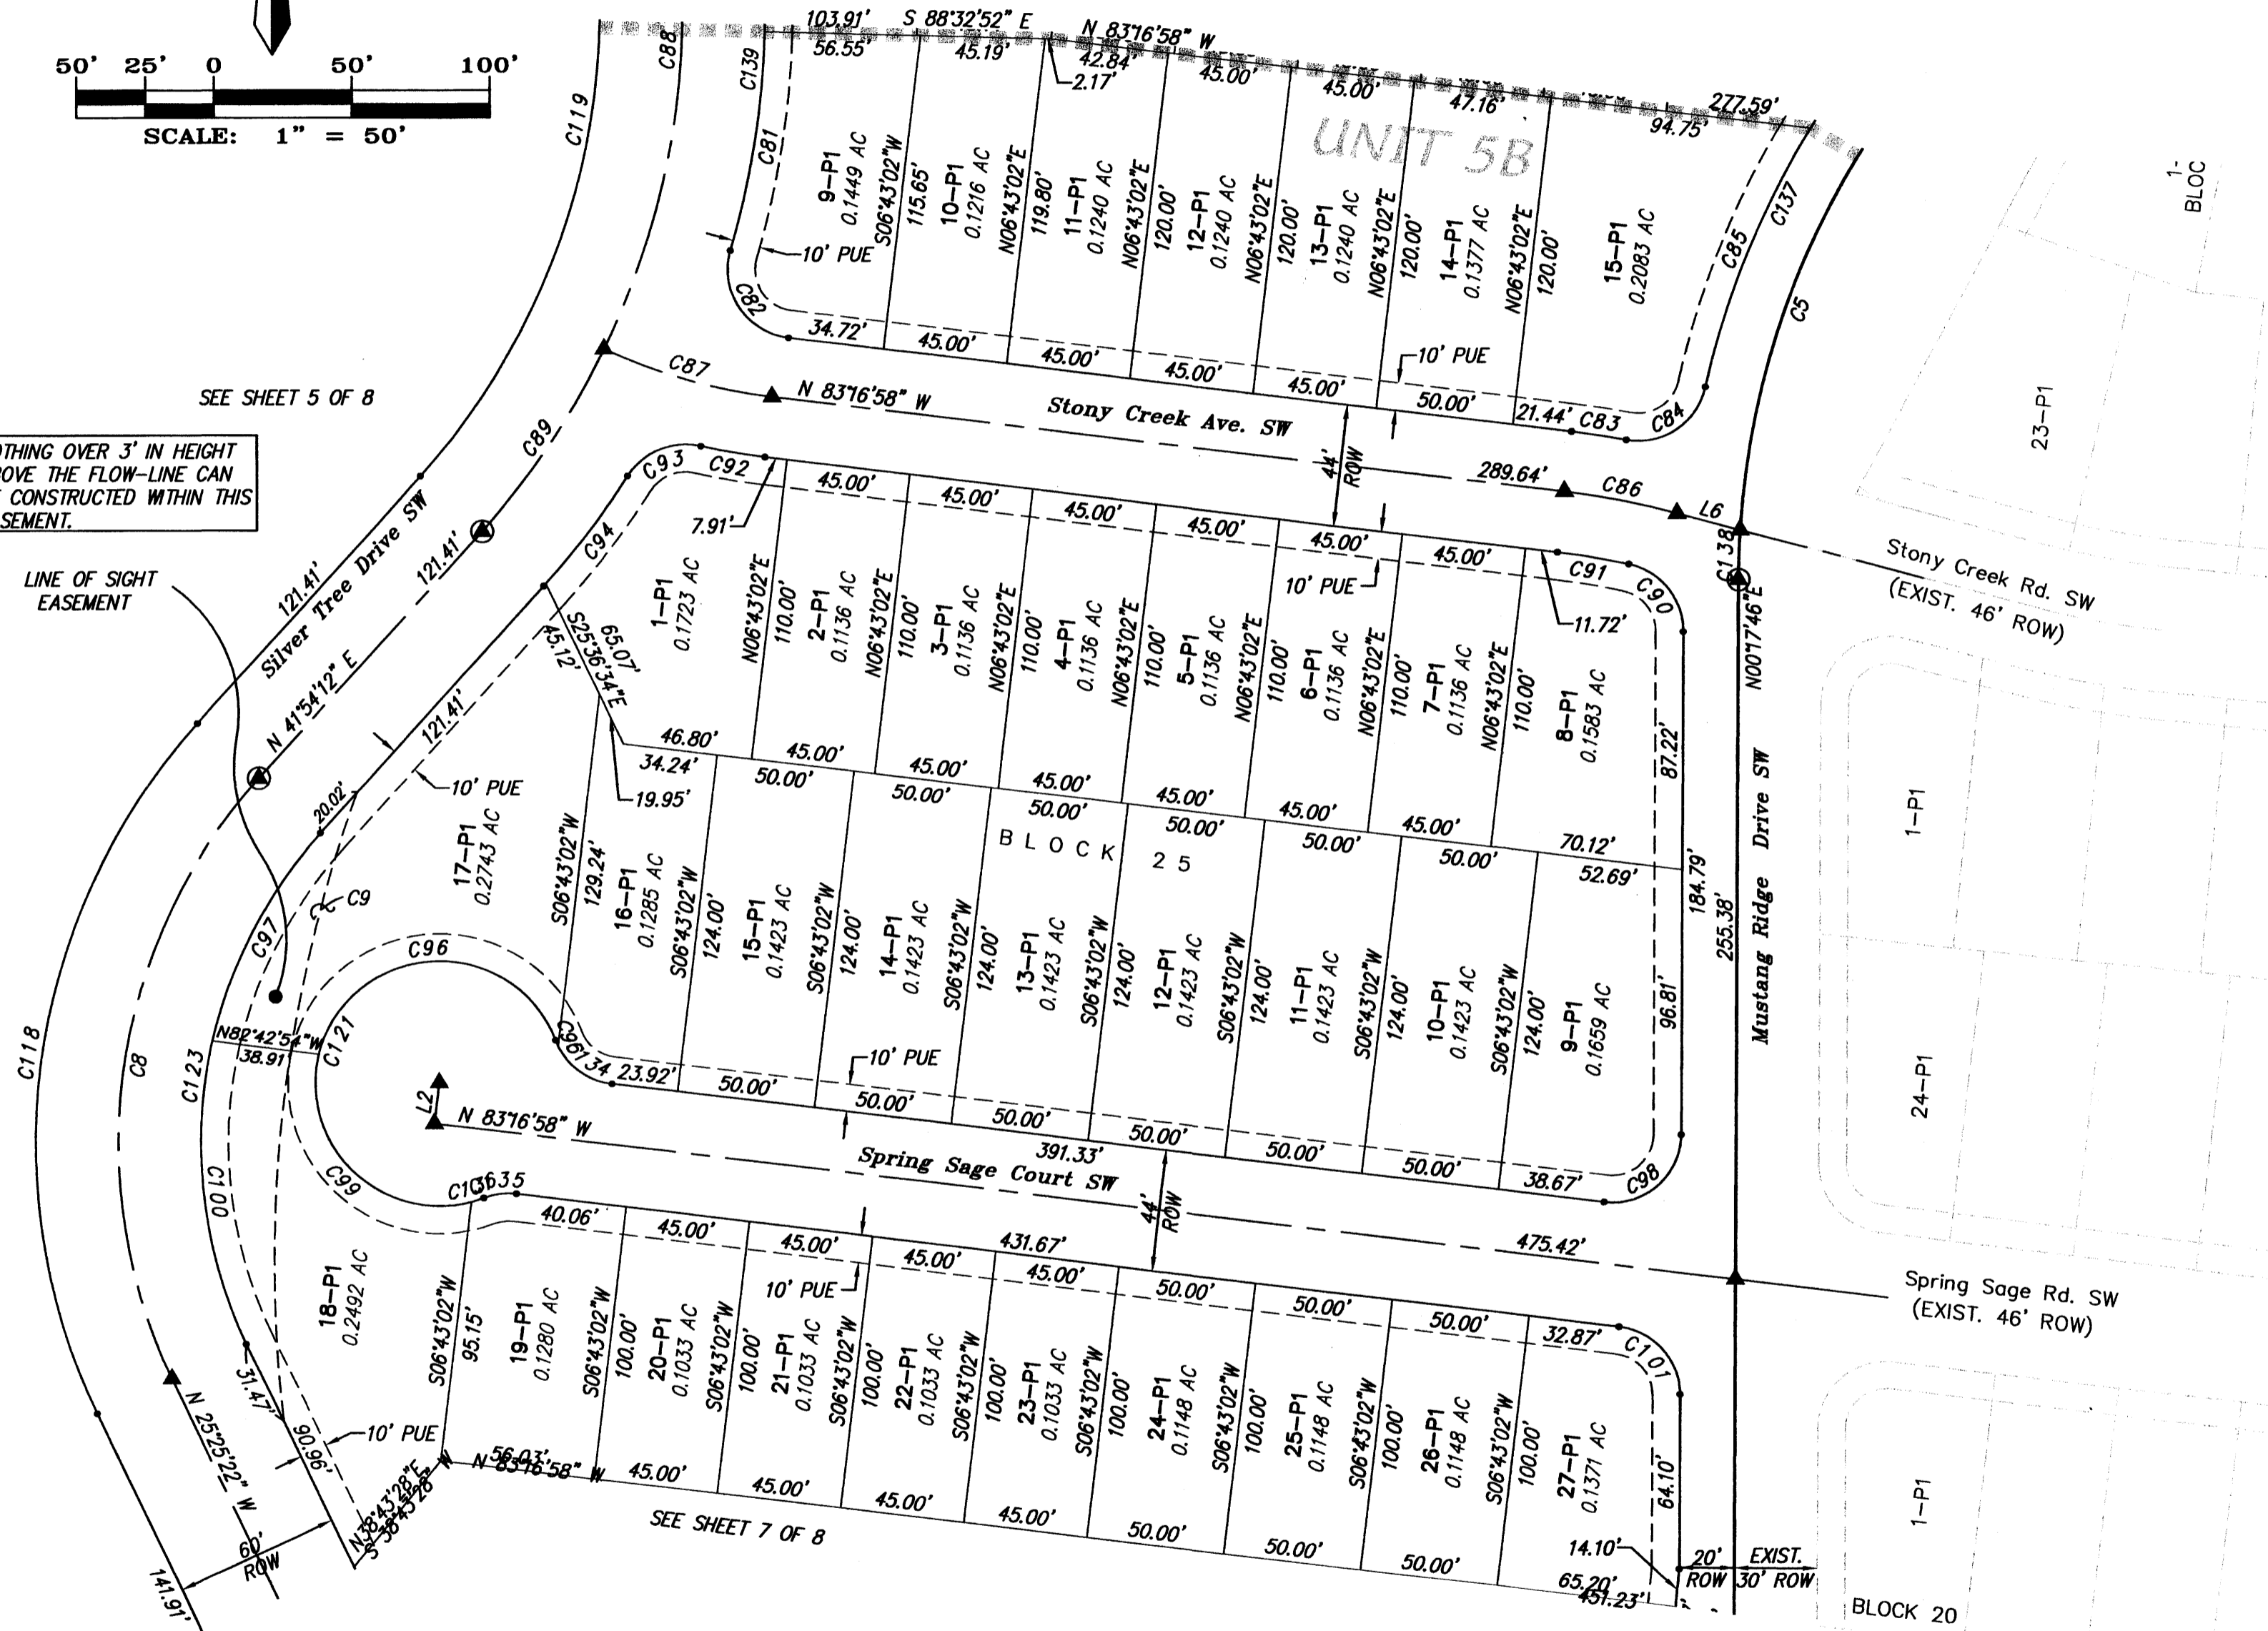 50' 25' 0 50' 100'
SCALE: 1" = 50'
103.91' S 88°32'52" E N 83°16'58" W
56.55' 45.19' 42.84' 45.00' 45.00' 47.16' 277.59'
94.75'
2.17'
UNIT 5B
C119
C88
C139
C81
C82
10' PUE
9-P1
0.1449 AC
S06°43'02"W
115.65'
10-P1
0.1216 AC
N06°43'02"E
119.80'
11-P1
0.1240 AC
N06°43'02"E
120.00'
12-P1
0.1240 AC
N06°43'02"E
120.00'
13-P1
0.1240 AC
N06°43'02"E
120.00'
14-P1
0.1377 AC
N06°43'02"E
120.00'
15-P1
0.2083 AC
C85
C137
C5
34.72' 45.00' 45.00' 45.00' 45.00' 50.00' 21.44' C83 C84
10' PUE
C87
N 83°16'58" W
Stony Creek Ave. SW
44'
ROW
289.64'
C86
L6
C138
Stony Creek Rd. SW
(EXIST. 46' ROW)
1-
BLOC
23-P1
SEE SHEET 5 OF 8
OTHING OVER 3' IN HEIGHT
OVE THE FLOW-LINE CAN
CONSTRUCTED WITHIN THIS
SEMENT.
LINE OF SIGHT
EASEMENT
C89
121.41'
Silver Tree Drive SW
121.41'
N 41°54'12" E
121.41'
20.02'
C93 C92
7.91'
C94
45.00' 45.00' 45.00' 45.00' 45.00' 45.00'
10' PUE
C91
C90
11.72'
S25°36'34"E
65.07'
45.12'
1-P1
0.1723 AC
N06°43'02"E
110.00'
2-P1
0.1136 AC
N06°43'02"E
110.00'
3-P1
0.1136 AC
N06°43'02"E
110.00'
4-P1
0.1136 AC
N06°43'02"E
110.00'
5-P1
0.1136 AC
N06°43'02"E
110.00'
6-P1
0.1136 AC
N06°43'02"E
110.00'
7-P1
0.1136 AC
N06°43'02"E
110.00'
8-P1
0.1583 AC
87.22'
N00°17'46"E
46.80' 45.00' 45.00' 45.00' 45.00' 45.00' 45.00' 70.12'
34.24' 50.00' 50.00' 50.00' 50.00' 50.00' 50.00' 52.69'
19.95'
BLOCK 25
10' PUE
17-P1
0.2743 AC
S06°43'02"W
129.24'
16-P1
0.1285 AC
S06°43'02"W
124.00'
15-P1
0.1423 AC
S06°43'02"W
124.00'
14-P1
0.1423 AC
S06°43'02"W
124.00'
13-P1
0.1423 AC
S06°43'02"W
124.00'
12-P1
0.1423 AC
S06°43'02"W
124.00'
11-P1
0.1423 AC
S06°43'02"W
124.00'
10-P1
0.1423 AC
S06°43'02"W
124.00'
9-P1
0.1659 AC
96.81'
184.79'
255.38'
Mustang Ridge Drive SW
1-P1
24-P1
C9
C97
C96
C118
C8
C123
N82°42'54"W
38.91'
C121
C134
23.92' 50.00' 50.00' 50.00' 50.00' 50.00' 50.00' 38.67' C98
10' PUE
L2
N 83°16'58" W
391.33'
Spring Sage Court SW
44'
ROW
475.42'
Spring Sage Rd. SW
(EXIST. 46' ROW)
C100
C99
C135
40.06' 45.00' 45.00' 45.00' 45.00' 50.00' 50.00' 50.00' 32.87' C101
431.67'
10' PUE
18-P1
0.2492 AC
S06°43'02"W
95.15'
19-P1
0.1280 AC
S06°43'02"W
100.00'
20-P1
0.1033 AC
S06°43'02"W
100.00'
21-P1
0.1033 AC
S06°43'02"W
100.00'
22-P1
0.1033 AC
S06°43'02"W
100.00'
23-P1
0.1033 AC
S06°43'02"W
100.00'
24-P1
0.1148 AC
S06°43'02"W
100.00'
25-P1
0.1148 AC
S06°43'02"W
100.00'
26-P1
0.1148 AC
S06°43'02"W
100.00'
27-P1
0.1371 AC
64.10'
31.47'
90.96'
10' PUE
N 25°25'22" W
N38°43'28"E
S 38°43'28" W
56.03'
N 83°16'58" W
45.00' 45.00' 45.00' 45.00' 50.00' 50.00' 50.00' 65.20'
451.23'
14.10'
SEE SHEET 7 OF 8
60'
ROW
141.91'
20'
ROW
EXIST.
30' ROW
1-P1
BLOCK 20